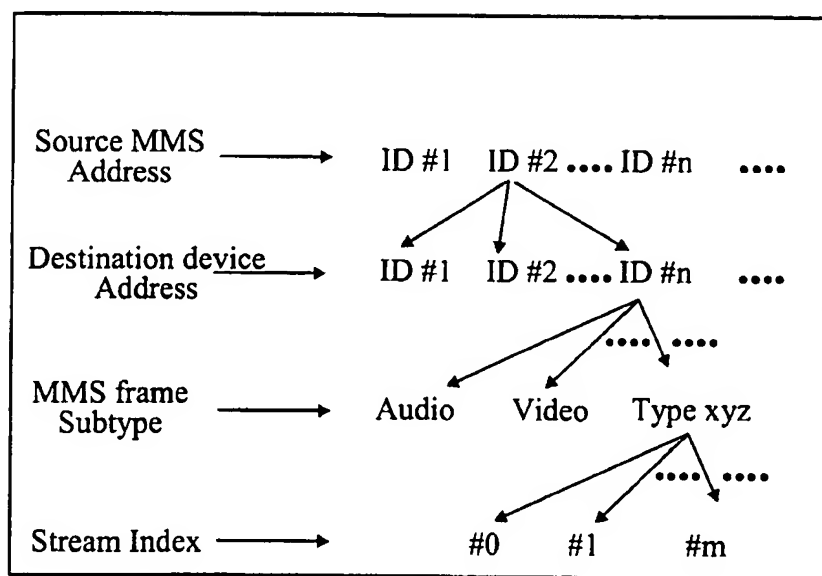 Source MMS
Address
ID #1 ID #2 .... ID #n ....
Destination device
Address
ID #1 ID #2 .... ID #n ....
.... ....
MMS frame
Subtype
Audio Video Type xyz
.... ....
Stream Index
#0 #1 #m